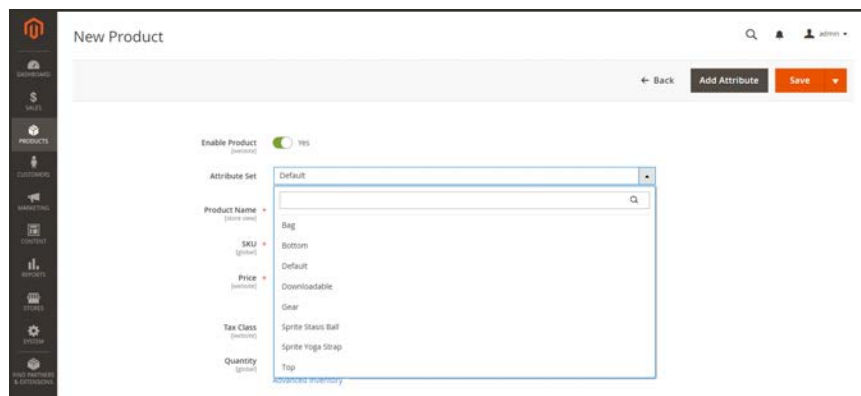 New Product
admin
DASHBOARD
SALES
PRODUCTS
CUSTOMERS
MARKETING
CONTENT
REPORTS
STORES
SYSTEM
FIND PARTNERS
& EXTENSIONS
← Back
Add Attribute
Save
Enable Product
[website]
Yes
Attribute Set
Default
Product Name *
[store view]
SKU *
[global]
Price *
[website]
Tax Class
[website]
Quantity
[global]
Bag
Bottom
Default
Downloadable
Gear
Sprite Stasis Ball
Sprite Yoga Strap
Top
Advanced Inventory